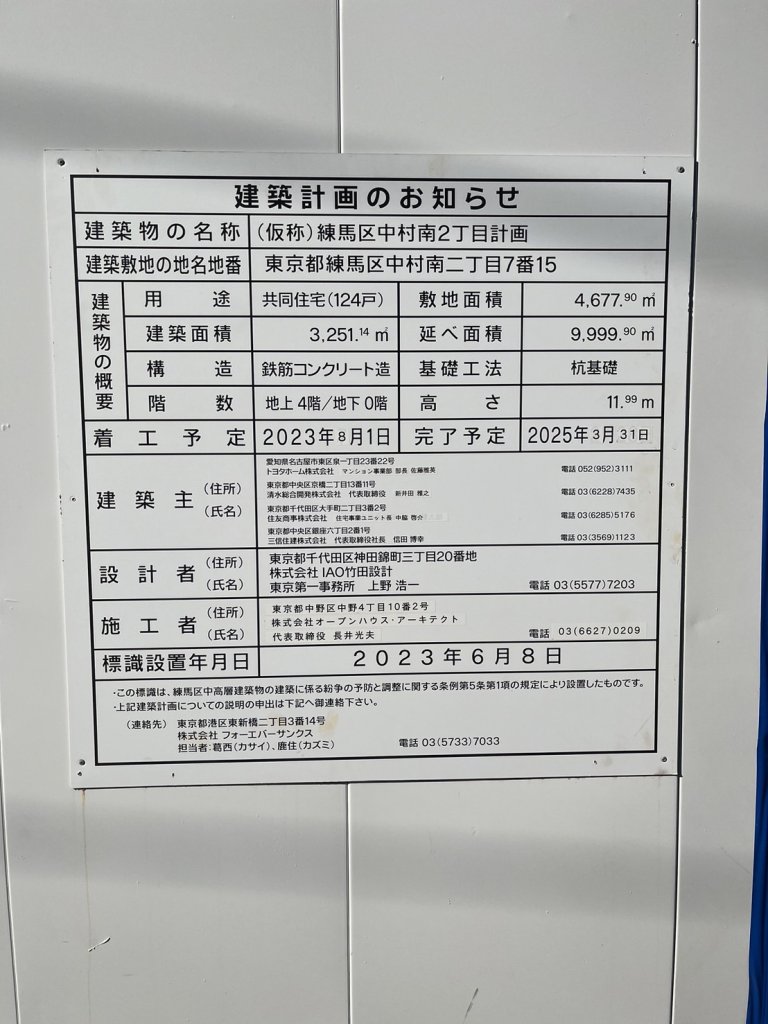 建築計画のお知らせ
建築物の名称 (仮称)練馬区中村南2丁目計画
建築敷地の地名地番 東京都練馬区中村南二丁目7番15
建築物の概要
用途 共同住宅(124戸) 敷地面積 4,677.90 ㎡
建築面積 3,251.14 ㎡ 延べ面積 9,999.90 ㎡
構造 鉄筋コンクリート造 基礎工法 杭基礎
階数 地上 4階/地下 0階 高さ 11.99 m
着工予定 2023年8月1日 完了予定 2025年3月31日
建築主 (住所) (氏名)
愛知県名古屋市東区泉一丁目23番22号
トヨタホーム株式会社 マンション事業部 部長 佐藤雅英 電話 052(952)3111
東京都中央区京橋二丁目13番11号
清水総合開発株式会社 代表取締役 新井田 雅之 電話 03(6228)7435
東京都千代田区大手町二丁目3番2号
住友商事株式会社 住宅事業ユニット長 中脇 啓介 電話 03(6285)5176
東京都中央区銀座六丁目2番1号
三信住建株式会社 代表取締役社長 信田 博幸 電話 03(3569)1123
設計者 (住所) (氏名)
東京都千代田区神田錦町三丁目20番地
株式会社 IAO竹田設計
東京第一事務所 上野 浩一 電話 03(5577)7203
施工者 (住所) (氏名)
東京都中野区中野4丁目10番2号
株式会社オープンハウス・アーキテクト
代表取締役 長井光夫 電話 03(6627)0209
標識設置年月日 2023年6月8日
・この標識は、練馬区中高層建築物の建築に係る紛争の予防と調整に関する条例第5条第1項の規定により設置したものです。
・上記建築計画についての説明の申出は下記へ御連絡下さい。
(連絡先) 東京都港区東新橋二丁目3番14号
株式会社 フォーエバーサンクス
担当者:葛西(カサイ)、鹿住(カズミ) 電話 03(5733)7033